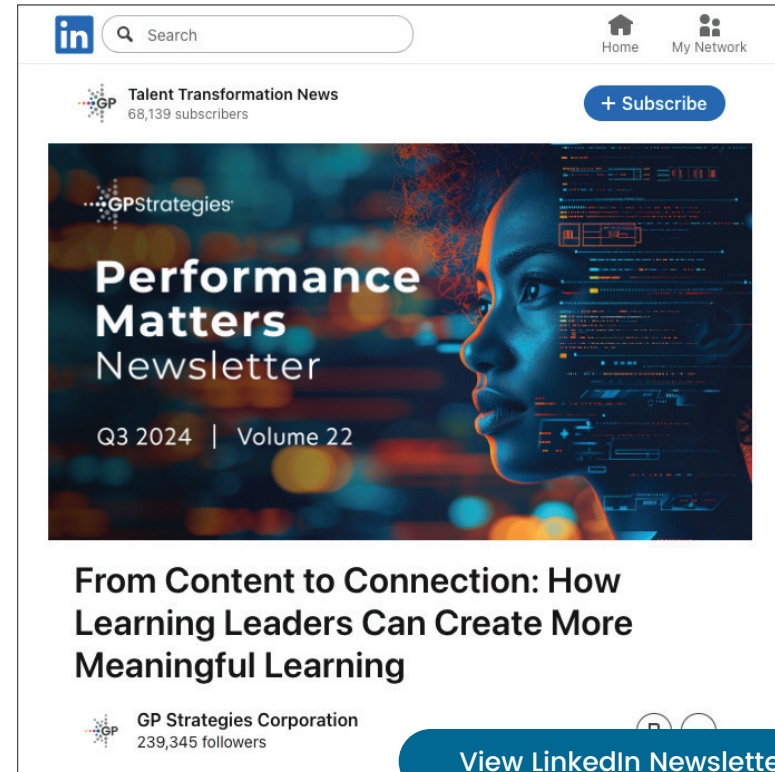 in
Search
Home
My Network
GP
Talent Transformation News
68,139 subscribers
+ Subscribe
GPStrategies
Performance
Matters
Newsletter
Q3 2024 | Volume 22
From Content to Connection: How
Learning Leaders Can Create More
Meaningful Learning
GP
GP Strategies Corporation
239,345 followers
View LinkedIn Newslette